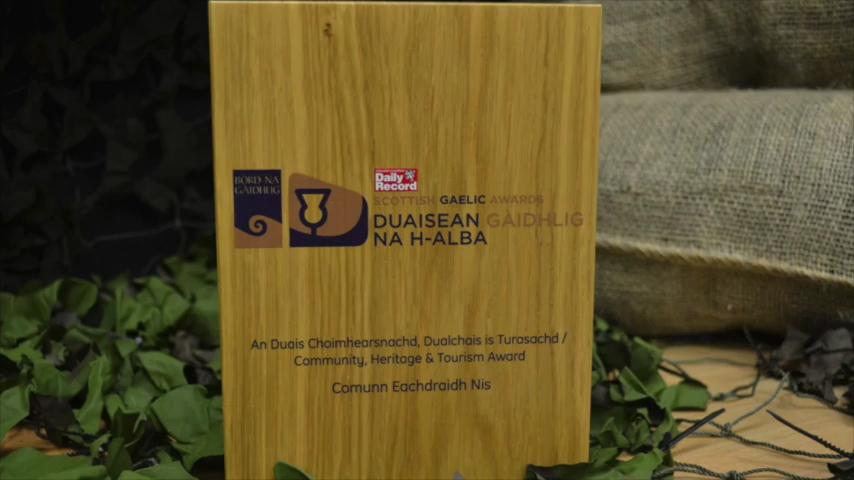 BÒRD NA
GÀIDHLIG
Daily
Record
SCOTTISH GAELIC AWARDS
DUAISEAN GÀIDHLIG
NA H-ALBA
An Duais Choimhearsnachd, Dualchais is Turasachd /
Community, Heritage & Tourism Award
Comunn Eachdraidh Nis